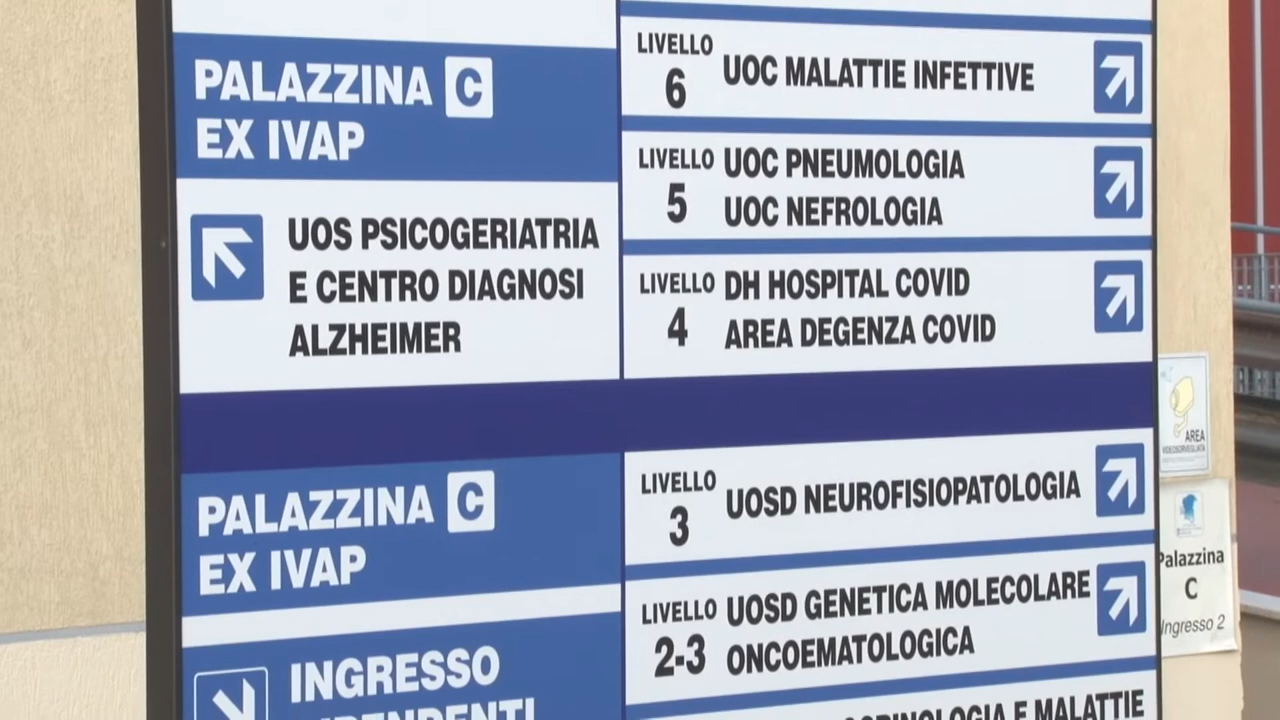 PALAZZINA C
EX IVAP
UOS PSICOGERIATRIA
E CENTRO DIAGNOSI
ALZHEIMER
LIVELLO
6
UOC MALATTIE INFETTIVE
LIVELLO
5
UOC PNEUMOLOGIA
UOC NEFROLOGIA
LIVELLO
4
DH HOSPITAL COVID
AREA DEGENZA COVID
PALAZZINA C
EX IVAP
INGRESSO
LIVELLO
3
UOSD NEUROFISIOPATOLOGIA
LIVELLO
2-3
UOSD GENETICA MOLECOLARE
ONCOEMATOLOGICA
E MALATTIE
AREA
VIDEOSORVEGLIATA
Palazzina
C
Ingresso 2